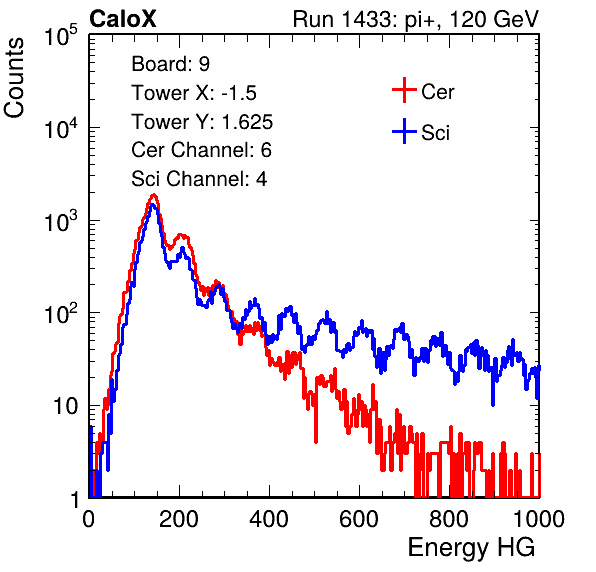 CaloX Run 1433: pi+, 120 GeV
Counts
10^5
10^4
10^3
10^2
10
1
Board: 9
Tower X: -1.5
Tower Y: 1.625
Cer Channel: 6
Sci Channel: 4
Cer
Sci
0 200 400 600 800 1000
Energy HG